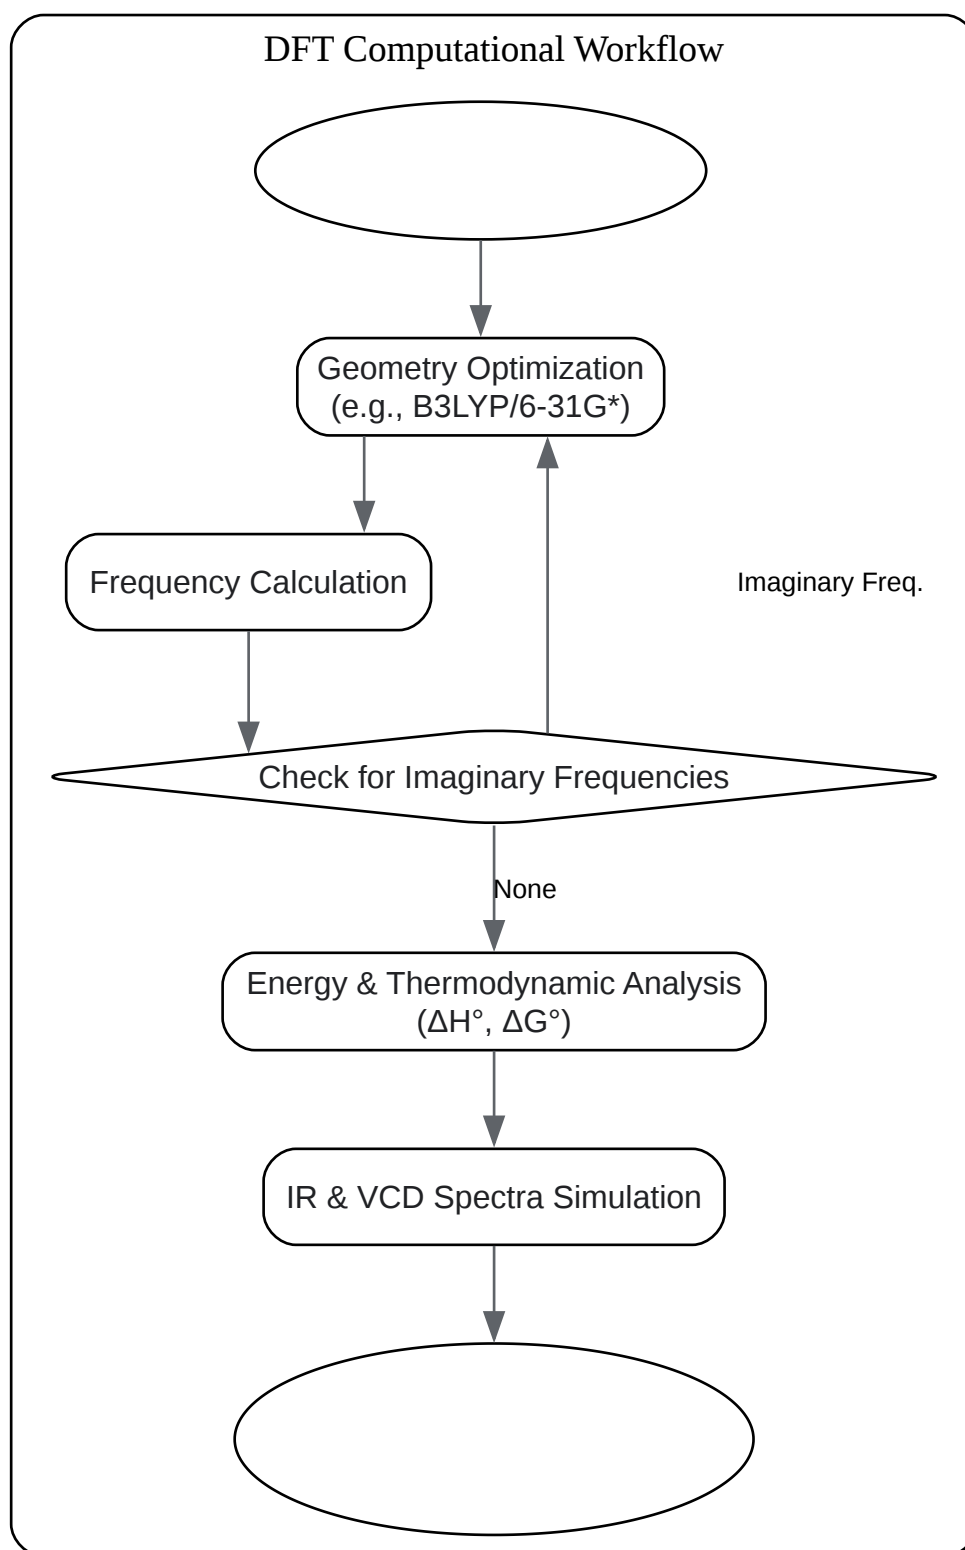 DFT Computational Workflow
Geometry Optimization
(e.g., B3LYP/6-31G*)
Frequency Calculation
Imaginary Freq.
Check for Imaginary Frequencies
None
Energy & Thermodynamic Analysis
(ΔH°, ΔG°)
IR & VCD Spectra Simulation